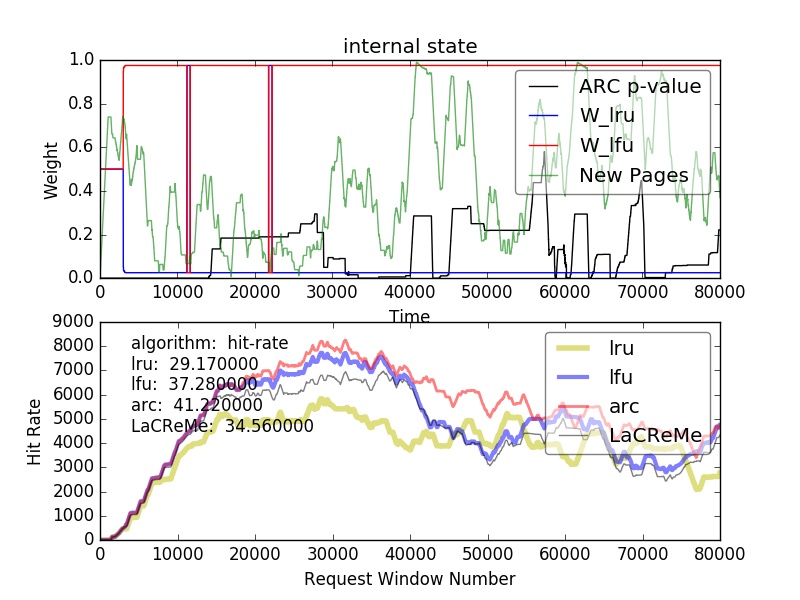 internal state
Weight
1.0
0.8
0.6
0.4
0.2
0.0
ARC p-value
W_lru
W_lfu
New Pages
0 10000 20000 30000 40000 50000 60000 70000 80000
Time
Hit Rate
9000
8000
7000
6000
5000
4000
3000
2000
1000
0
algorithm: hit-rate
lru: 29.170000
lfu: 37.280000
arc: 41.220000
LaCReMe: 34.560000
lru
lfu
arc
LaCReMe
0 10000 20000 30000 40000 50000 60000 70000 80000
Request Window Number